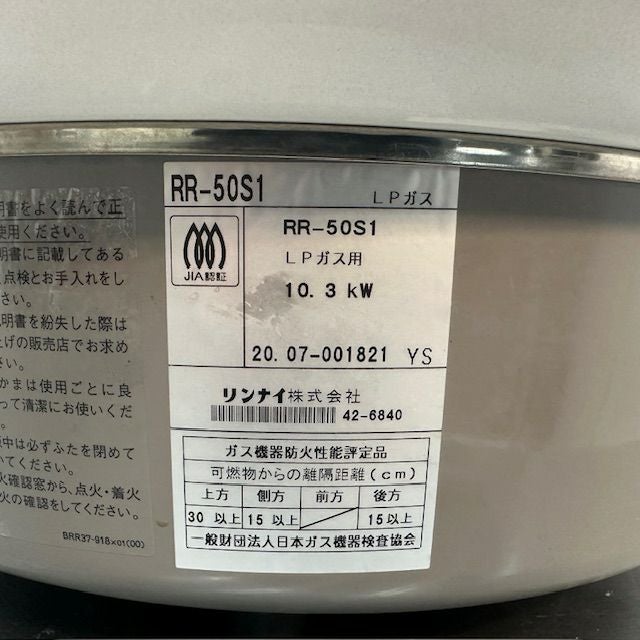 RR-50S1 LPガス
JIA認証
RR-50S1
LPガス用
10.3 kW
20.07-001821 YS
リンナイ株式会社
42-6840
ガス機器防火性能評定品
可燃物からの離隔距離(cm)
上方 側方 前方 後方
30 以上 15 以上 15 以上
一般財団法人日本ガス機器検査協会
明書をよく読んで正
使用ください。
明書に記載してある
点検とお手入れをし
さい。
明書を紛失した際は
上げの販売店でお求め
い。
かまは使用ごとに良
って清潔にお使いくだ
。
中は必ずふたを閉めて
いてください。
火確認窓から、点火・着火
火の確認をしてください。
BRR37-918×01(00)